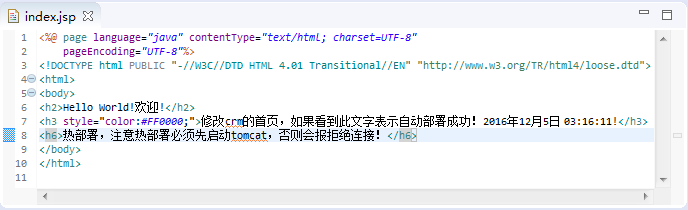 index.jsp
1 <%@ page language="java" contentType="text/html; charset=UTF-8"
2 pageEncoding="UTF-8"%>
3 <!DOCTYPE html PUBLIC "-//W3C//DTD HTML 4.01 Transitional//EN" "http://www.w3.org/TR/html4/loose.dtd">
4 <html>
5 <body>
6 <h2>Hello World!欢迎!</h2>
7 <h3 style="color:#FF0000;">修改crm的首页，如果看到此文字表示自动部署成功！2016年12月5日 03:16:11!</h3>
8 <h6>热部署，注意热部署必须先启动tomcat，否则会报拒绝连接！</h6>
9 </body>
10 </html>
11